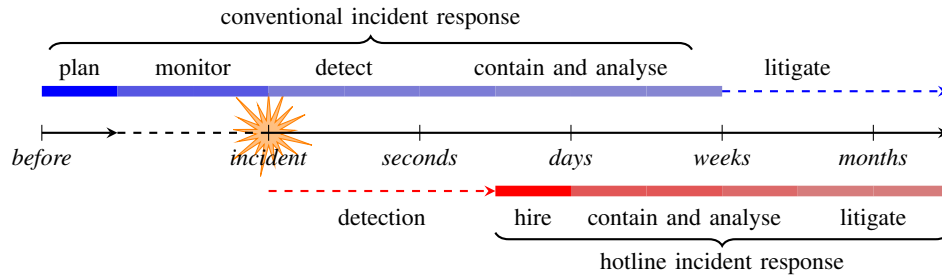 conventional incident response
plan monitor detect contain and analyse litigate
before incident seconds days weeks months
detection hire contain and analyse litigate
hotline incident response